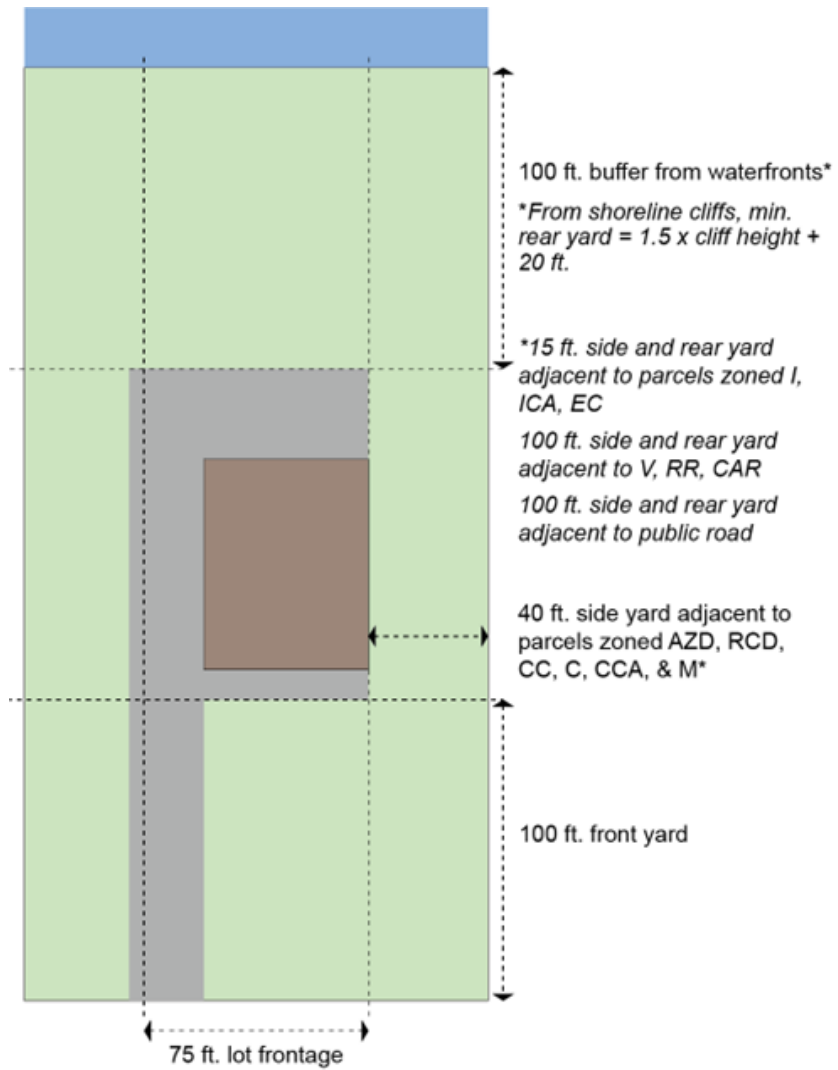 100 ft. buffer from waterfronts*
*From shoreline cliffs, min.
rear yard = 1.5 x cliff height +
20 ft.
*15 ft. side and rear yard
adjacent to parcels zoned I,
ICA, EC
100 ft. side and rear yard
adjacent to V, RR, CAR
100 ft. side and rear yard
adjacent to public road
40 ft. side yard adjacent to
parcels zoned AZD, RCD,
CC, C, CCA, & M*
100 ft. front yard
75 ft. lot frontage